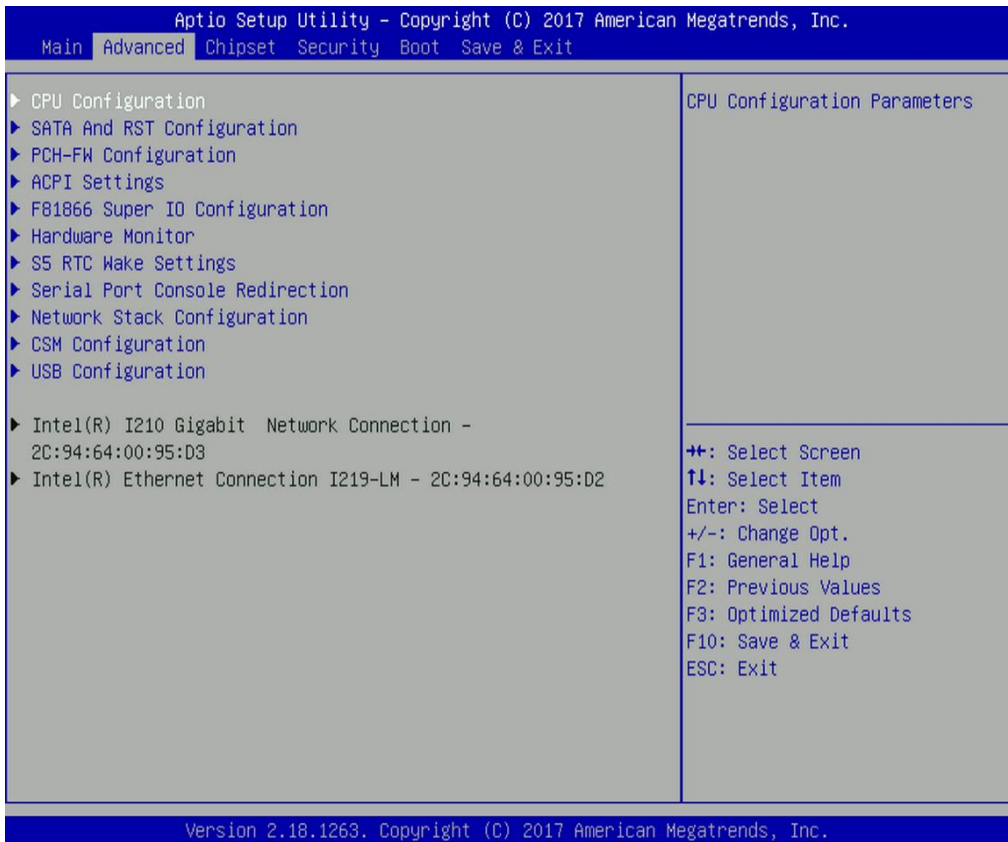 Aptio Setup Utility – Copyright (C) 2017 American Megatrends, Inc.
Main Advanced Chipset Security Boot Save & Exit
▶ CPU Configuration
▶ SATA And RST Configuration
▶ PCH-FW Configuration
▶ ACPI Settings
▶ F81866 Super IO Configuration
▶ Hardware Monitor
▶ S5 RTC Wake Settings
▶ Serial Port Console Redirection
▶ Network Stack Configuration
▶ CSM Configuration
▶ USB Configuration
▶ Intel(R) I210 Gigabit  Network Connection –
2C:94:64:00:95:D3
▶ Intel(R) Ethernet Connection I219-LM – 2C:94:64:00:95:D2
CPU Configuration Parameters
→←: Select Screen
↑↓: Select Item
Enter: Select
+/-: Change Opt.
F1: General Help
F2: Previous Values
F3: Optimized Defaults
F10: Save & Exit
ESC: Exit
Version 2.18.1263. Copyright (C) 2017 American Megatrends, Inc.